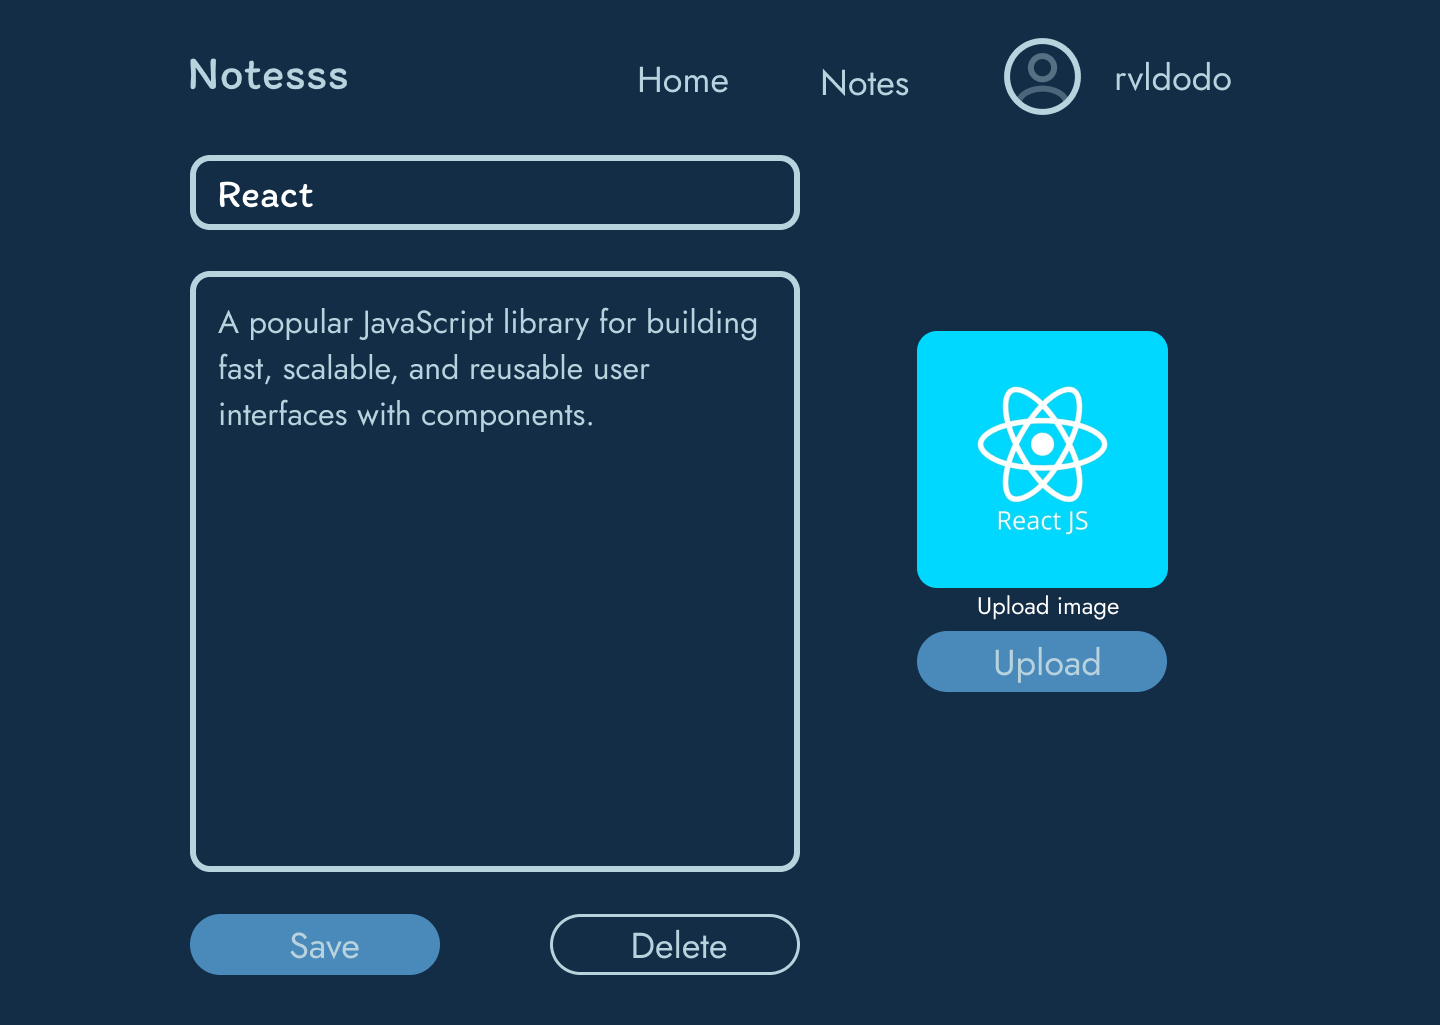 Notesss
Home
Notes
rvldodo
React
A popular JavaScript library for building
fast, scalable, and reusable user
interfaces with components.
React JS
Upload image
Upload
Save
Delete